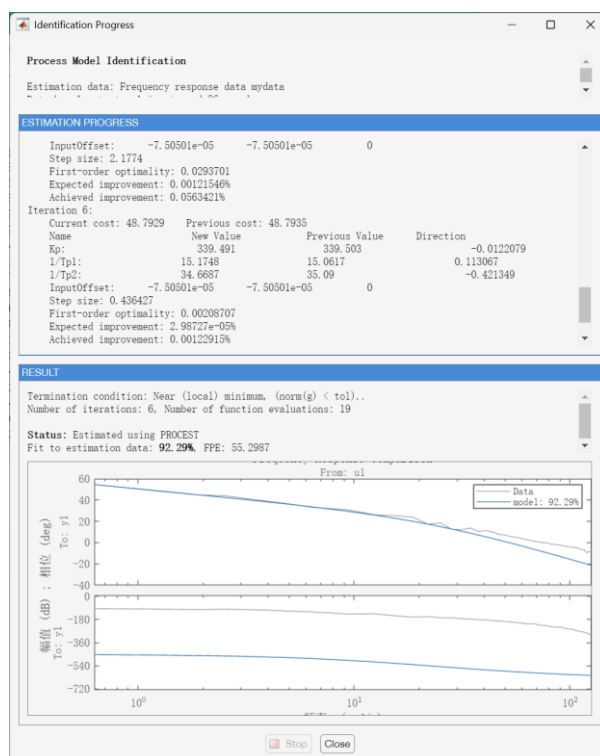 Identification Progress
Process Model Identification
Estimation data: Frequency response data mydata
ESTIMATION PROGRESS
InputOffset: -7.50501e-05 -7.50501e-05 0
Step size: 2.1774
First-order optimality: 0.0293701
Expected improvement: 0.00121546%
Achieved improvement: 0.0563421%
Iteration 6:
Current cost: 48.7929 Previous cost: 48.7935
Name New Value Previous Value Direction
Kp: 339.491 339.503 -0.0122079
1/Tp1: 15.1748 15.0617 0.113067
1/Tp2: 34.6687 35.09 -0.421349
InputOffset: -7.50501e-05 -7.50501e-05 0
Step size: 0.436427
First-order optimality: 0.00208707
Expected improvement: 2.98727e-05%
Achieved improvement: 0.00122915%
RESULT
Termination condition: Near (local) minimum, (norm(g) < tol)..
Number of iterations: 6, Number of function evaluations: 19
Status: Estimated using PROCEST
Fit to estimation data: 92.29%, FPE: 55.2987
From: u1
幅值 (dB) ; 相位 (deg)
To: y1
To: y1
60
40
20
0
-20
-40
Data
model: 92.29%
0
-180
-360
-540
-720
10⁰
10¹
10²
Stop
Close